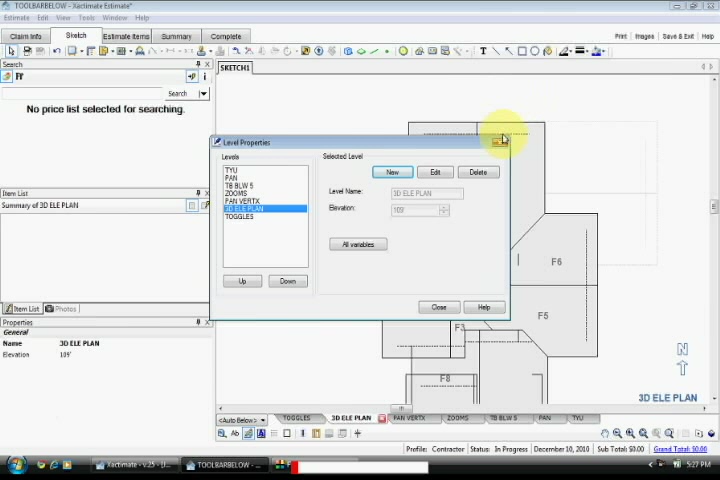 TOOLBARBELOW - Xactimate Estimate*
Estimate Edit View Data Tools Window Help
Claim Info Sketch Estimate Items Summary Complete
Print Images Save & Exit Help
Search
SKETCH1
Search
No price list selected for searching.
Level Properties
Levels
TYU
PAN
TB BLW 5
ZOOMS
PAN VERTX
3D ELE PLAN
TOGGLES
Up Down
Selected Level
New Edit Delete
Level Name: 3D ELE PLAN
Elevation: 109'
All variables
Close Help
Item List
Summary of 3D ELE PLAN
Item List Photos
Properties
General
Name 3D ELE PLAN
Elevation 109'
F6
F5
F3
F8
N
3D ELE PLAN
<Auto Below> TOGGLES 3D ELE PLAN PAN VERTX ZOOMS TB BLW 5 PAN TYU
Profile: Contractor Status: In Progress December 10, 2010 Sub Total: $0.00 Grand Total: $0.00
Xactimate - v.25 - [L... TOOLBARBELOW - ...
5:27 PM